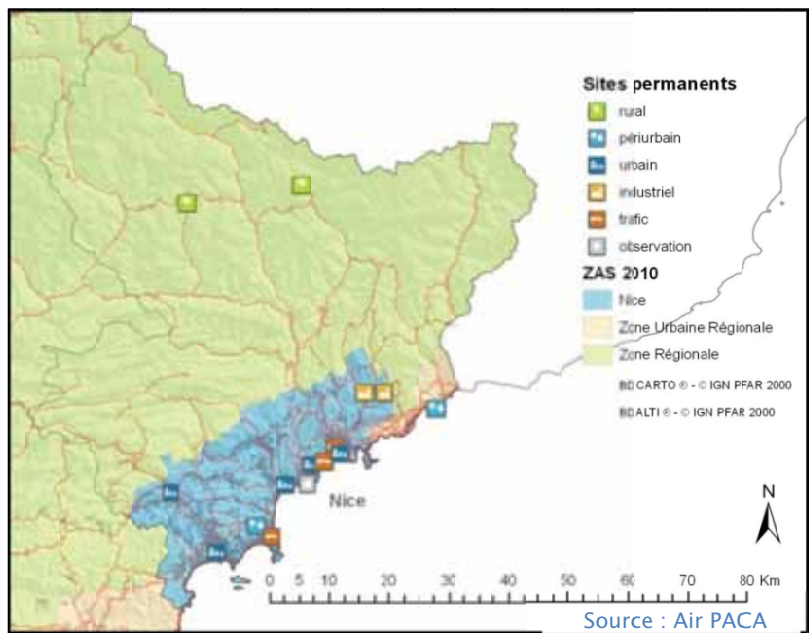 Sites permanents
rural
périurbain
urbain
industriel
trafic
observation
ZAS 2010
Nice
Zone Urbaine Régionale
Zone Régionale
BDCARTO ® - © IGN PFAR 2000
BDALTI ® - © IGN PFAR 2000
Nice
N
0 5 10 20 30 40 50 60 70 80 Km
Source : Air PACA